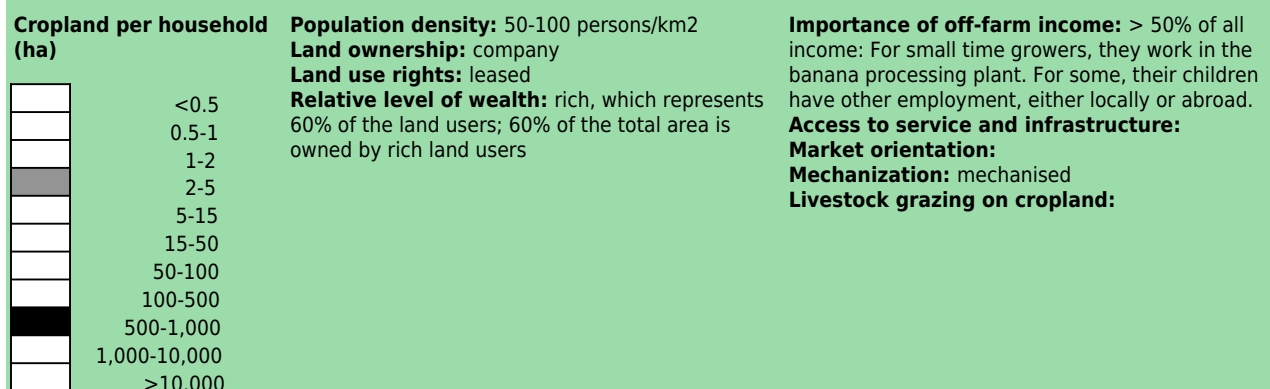 Cropland per household
(ha)
<0.5
0.5-1
1-2
2-5
5-15
15-50
50-100
100-500
500-1,000
1,000-10,000
>10,000
Population density: 50-100 persons/km2
Land ownership: company
Land use rights: leased
Relative level of wealth: rich, which represents
60% of the land users; 60% of the total area is
owned by rich land users
Importance of off-farm income: > 50% of all
income: For small time growers, they work in the
banana processing plant. For some, their children
have other employment, either locally or abroad.
Access to service and infrastructure:
Market orientation:
Mechanization: mechanised
Livestock grazing on cropland: